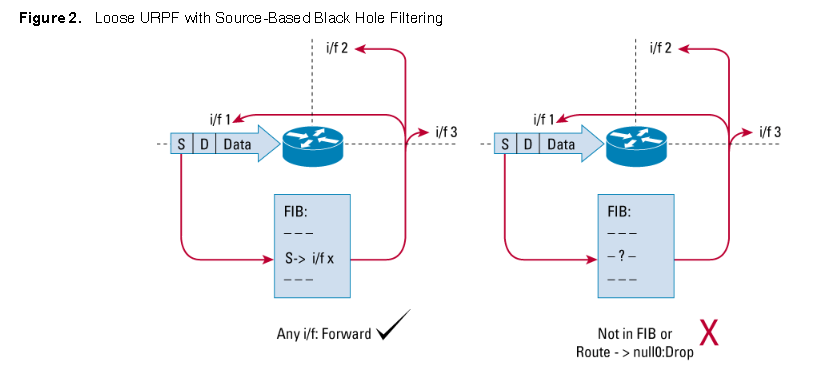 Figure 2. Loose URPF with Source-Based Black Hole Filtering
i/f 2
i/f 1
i/f 3
S D Data
FIB:
– – –
S-> i/f x
– – –
Any i/f: Forward
i/f 2
i/f 1
i/f 3
S D Data
FIB:
– – –
– ? –
– – –
Not in FIB or
Route - > null0:Drop